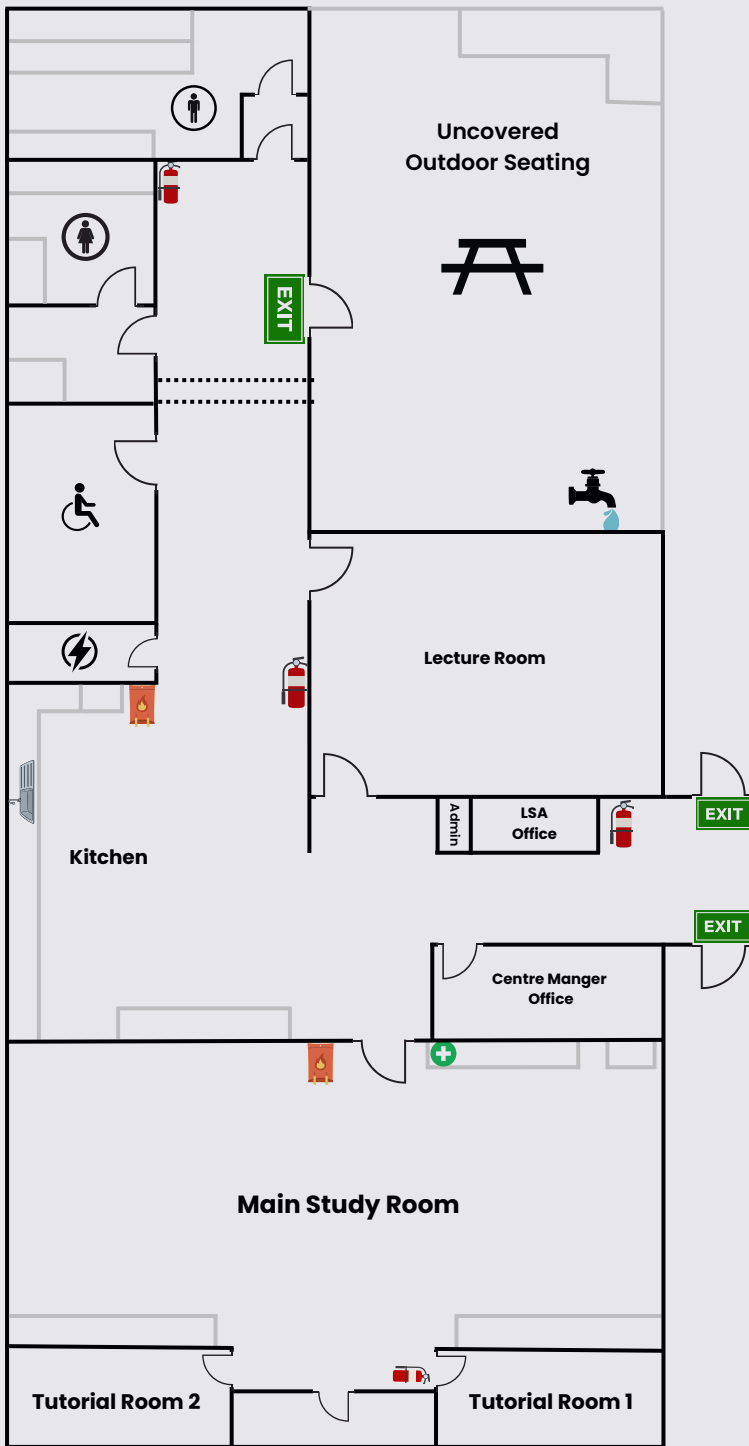 Uncovered
Outdoor Seating
EXIT
Lecture Room
Admin
LSA
Office
EXIT
Kitchen
EXIT
Centre Manger
Office
Main Study Room
Tutorial Room 2
Tutorial Room 1